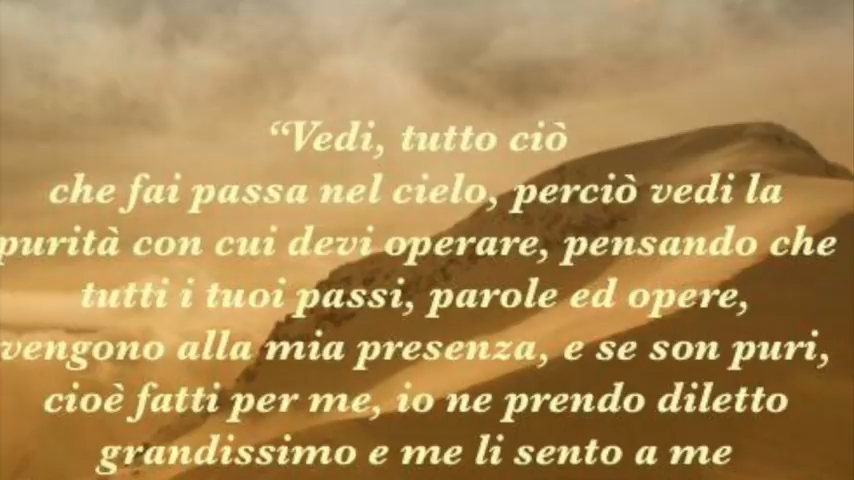 “Vedi, tutto ciò
che fai passa nel cielo, perciò vedi la
purità con cui devi operare, pensando che
tutti i tuoi passi, parole ed opere,
vengono alla mia presenza, e se son puri,
cioè fatti per me, io ne prendo diletto
grandissimo e me li sento a me